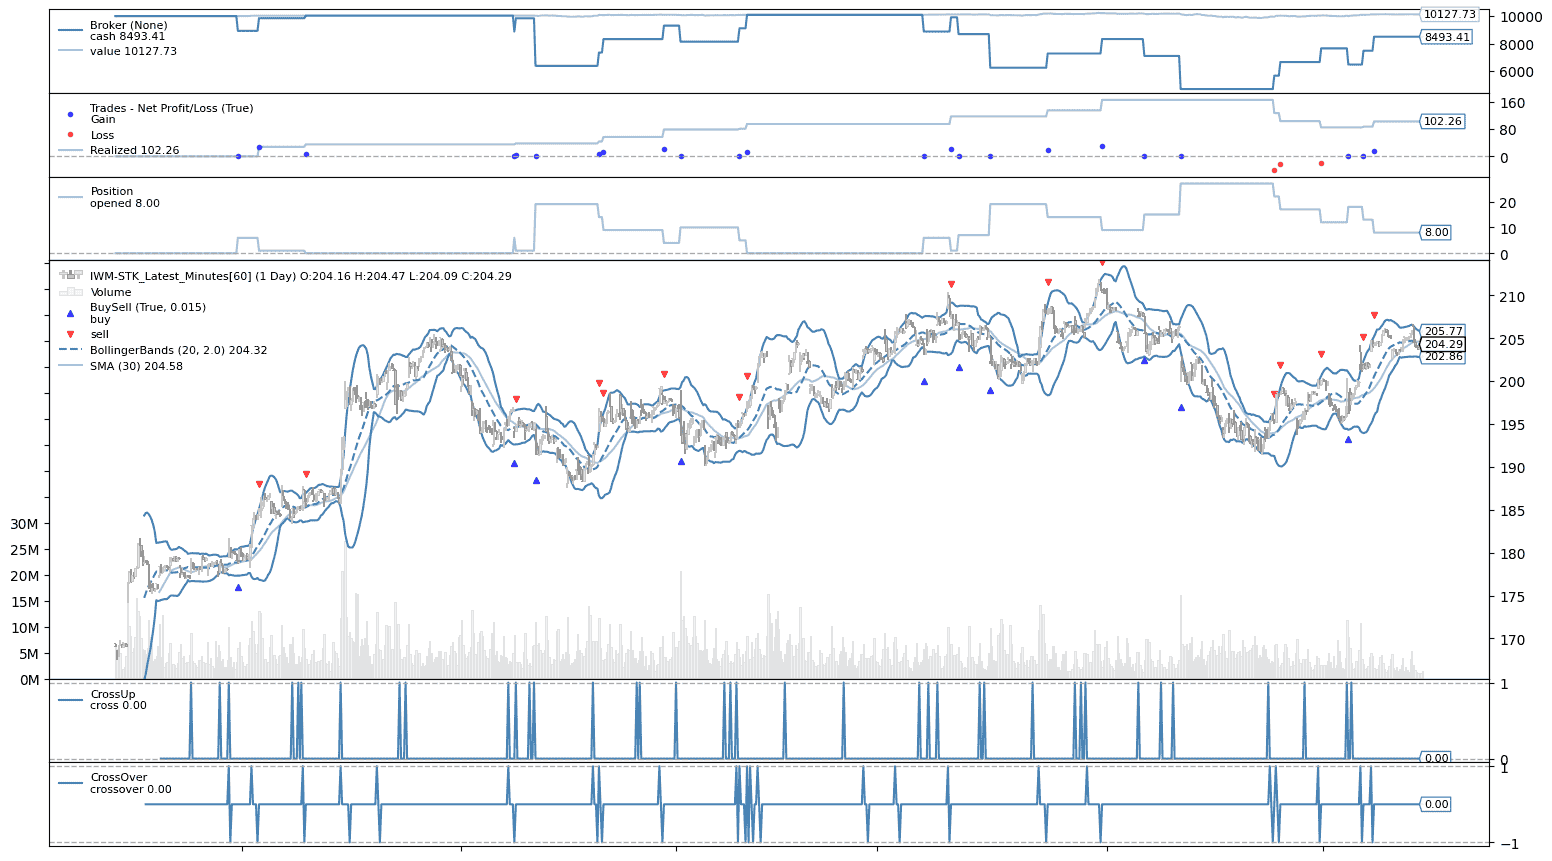 Broker (None)
cash 8493.41
value 10127.73
10127.73
10000
8493.41
8000
6000
Trades - Net Profit/Loss (True)
Gain
Loss
Realized 102.26
160
102.26
80
0
Position
opened 8.00
20
10
8.00
0
IWM-STK_Latest_Minutes[60] (1 Day) O:204.16 H:204.47 L:204.09 C:204.29
Volume
BuySell (True, 0.015)
buy
sell
BollingerBands (20, 2.0) 204.32
SMA (30) 204.58
210
205.77
205
204.29
202.86
200
195
190
185
180
175
170
30M
25M
20M
15M
10M
5M
0M
CrossUp
cross 0.00
1
0.00
0
CrossOver
crossover 0.00
1
0.00
−1